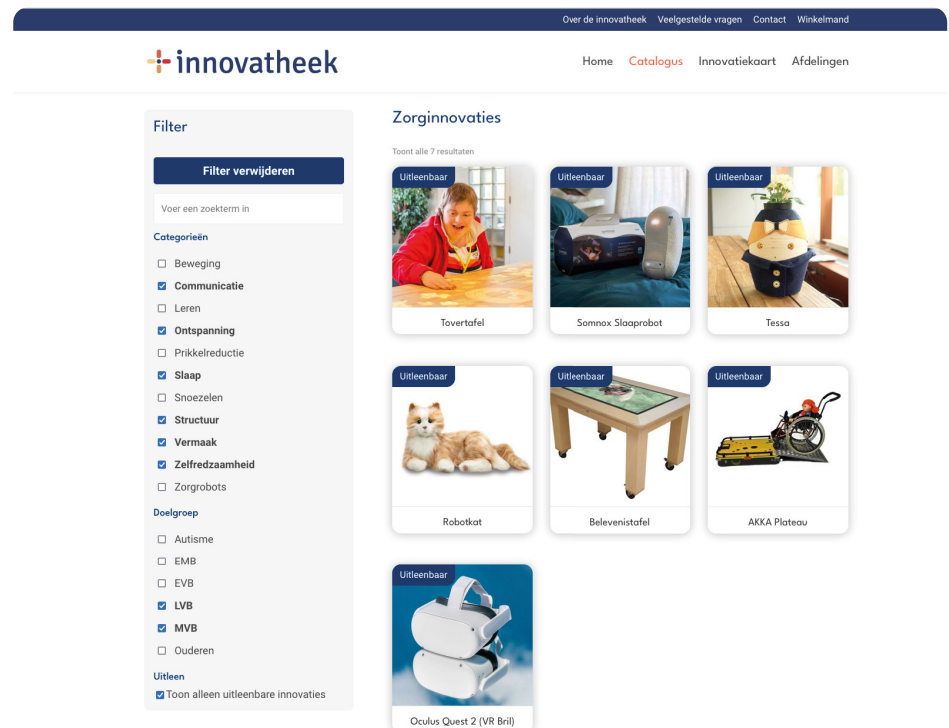 Over de innovatheek Veelgestelde vragen Contact Winkelmand
innovatheek
Home Catalogus Innovatiekaart Afdelingen
Filter
Filter verwijderen
Voer een zoekterm in
Categorieën
Beweging
Communicatie
Leren
Ontspanning
Prikkelreductie
Slaap
Snoezelen
Structuur
Vermaak
Zelfredzaamheid
Zorgrobots
Doelgroep
Autisme
EMB
EVB
LVB
MVB
Ouderen
Uitleen
Toon alleen uitleenbare innovaties
Zorginnovaties
Toont alle 7 resultaten
Uitleenbaar
Tovertafel
Uitleenbaar
Somnox Slaaprobot
Uitleenbaar
Tessa
Uitleenbaar
Robotkat
Uitleenbaar
Belevenistafel
Uitleenbaar
AKKA Plateau
Uitleenbaar
Oculus Quest 2 (VR Bril)